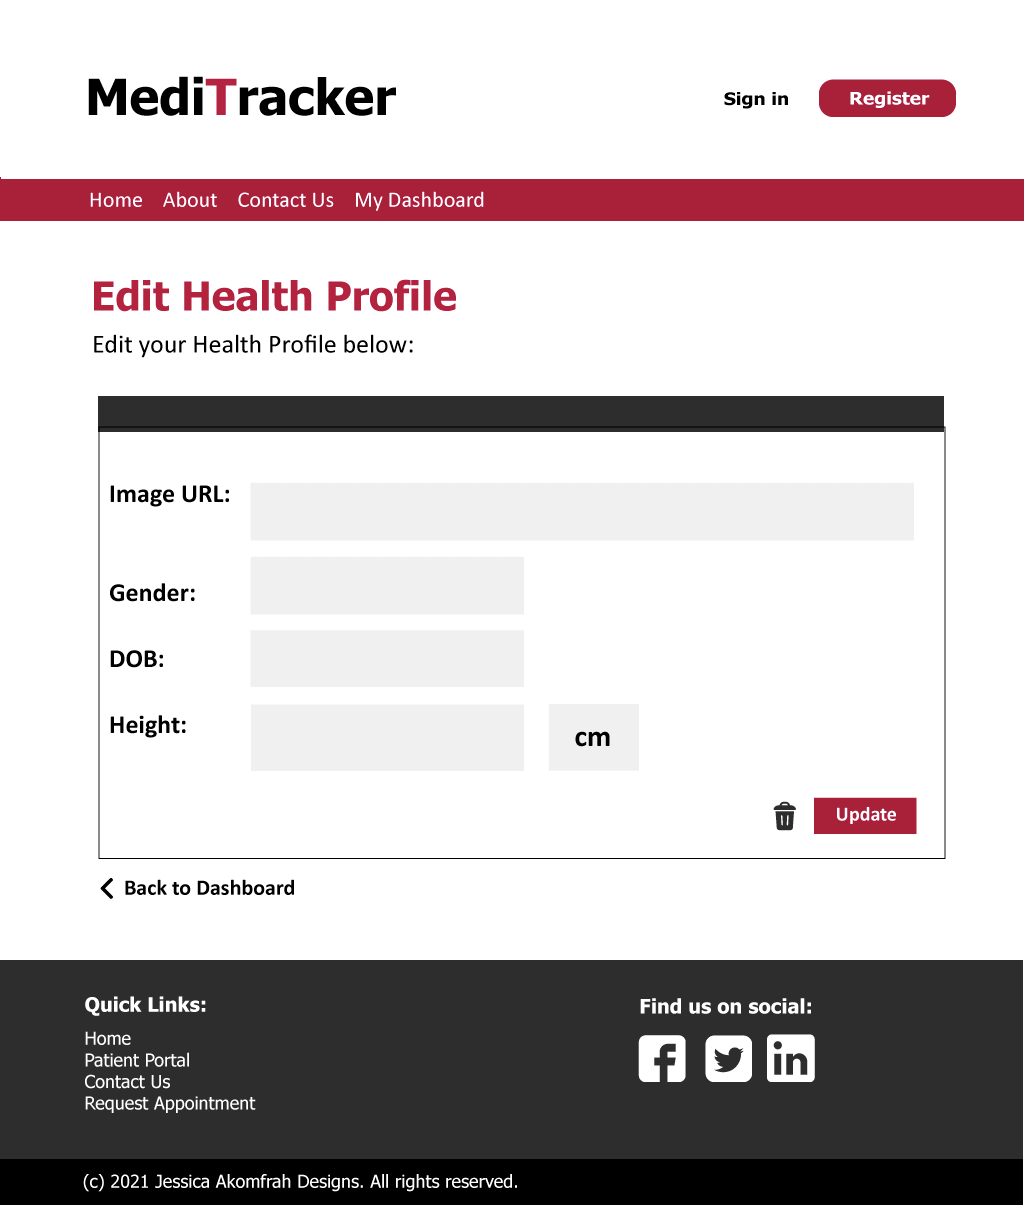 MediTracker
Sign in
Register
Home About Contact Us My Dashboard
Edit Health Profile
Edit your Health Profile below:
Image URL:
Gender:
DOB:
Height:
cm
Update
Back to Dashboard
Quick Links:
Home
Patient Portal
Contact Us
Request Appointment
Find us on social:
f
in
(c) 2021 Jessica Akomfrah Designs. All rights reserved.